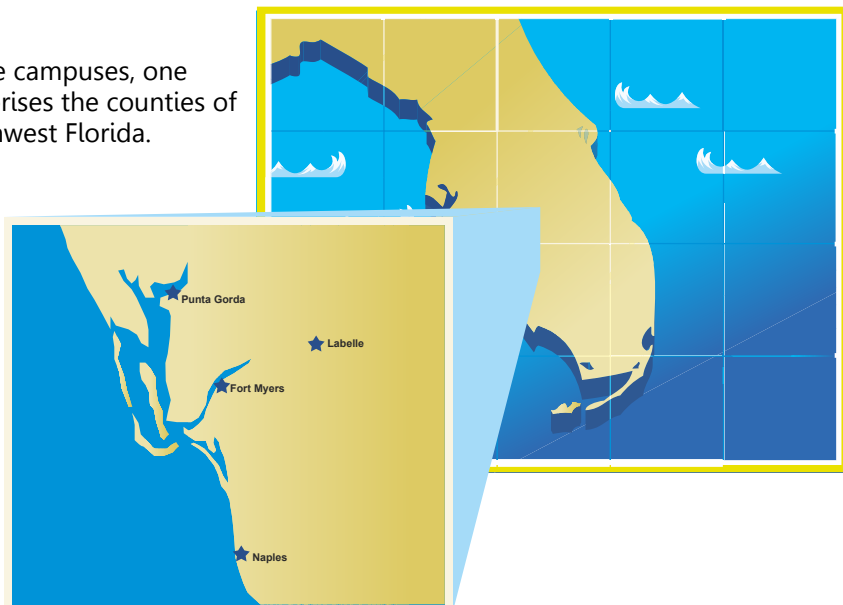 e campuses, one
rises the counties of
west Florida.
Punta Gorda
Labelle
Fort Myers
Naples